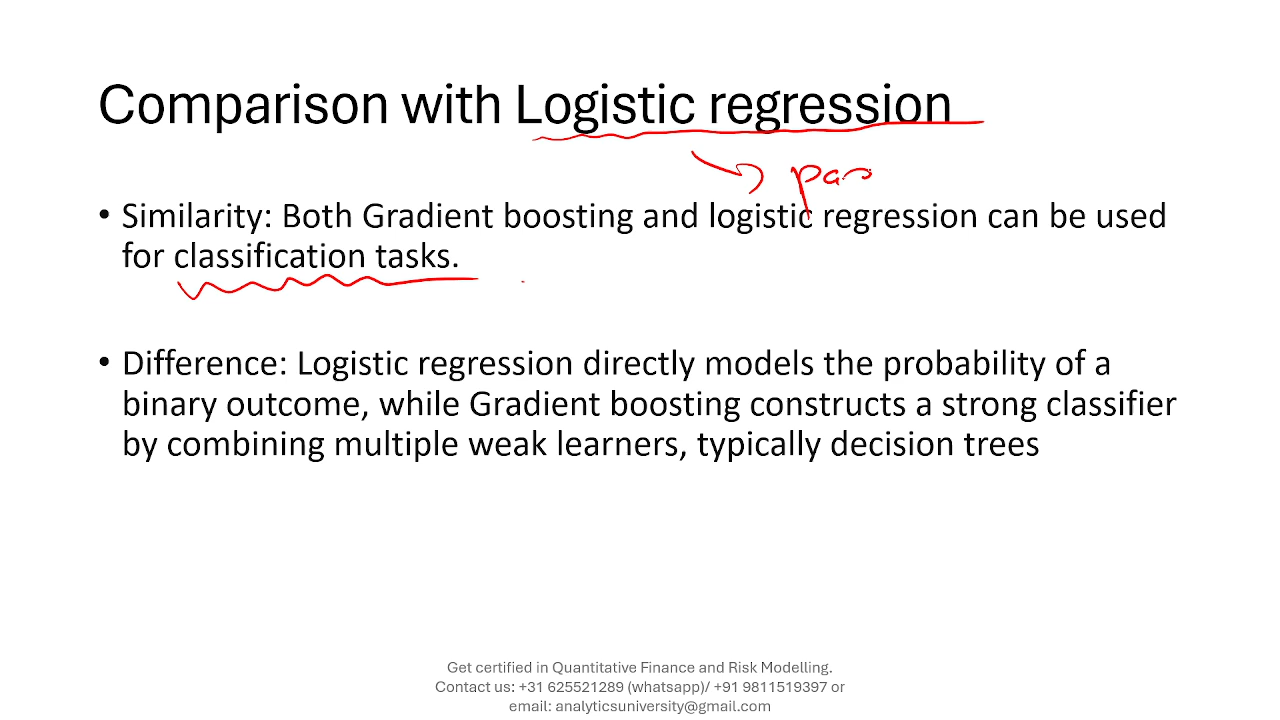 Comparison with Logistic regression
pa
• Similarity: Both Gradient boosting and logistic regression can be used
for classification tasks.
• Difference: Logistic regression directly models the probability of a
binary outcome, while Gradient boosting constructs a strong classifier
by combining multiple weak learners, typically decision trees
Get certified in Quantitative Finance and Risk Modelling.
Contact us: +31 625521289 (whatsapp)/ +91 9811519397 or
email: analyticsuniversity@gmail.com